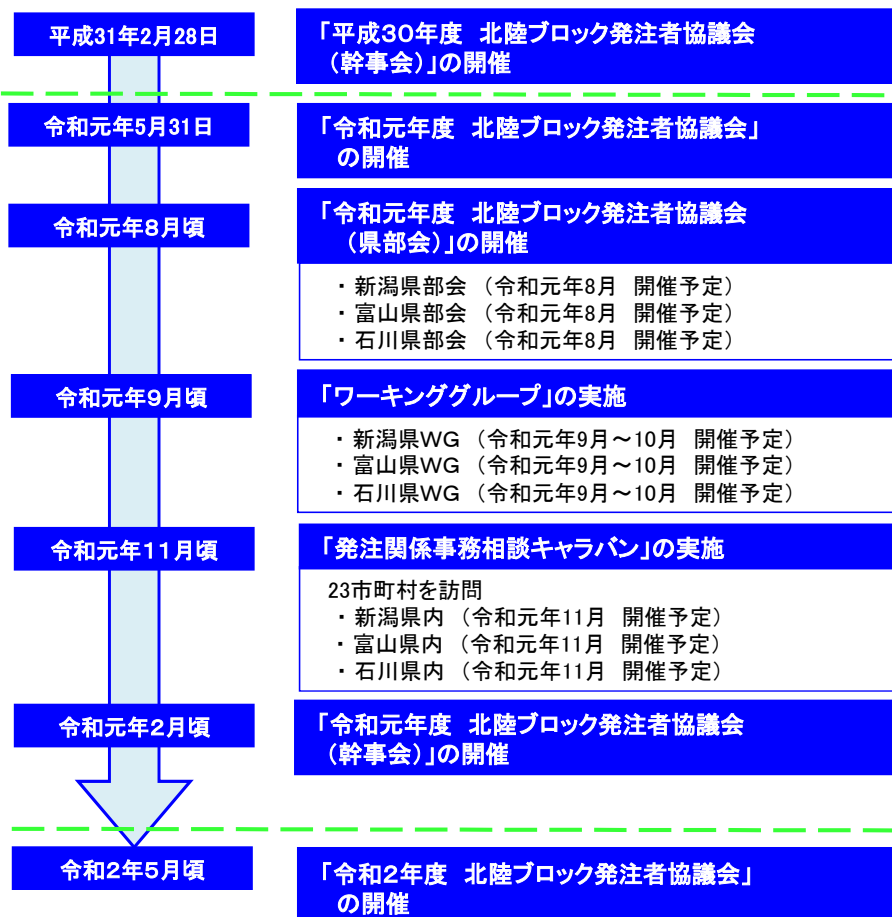 平成31年2月28日
「平成30年度 北陸ブロック発注者協議会
（幹事会）」の開催
令和元年5月31日
「令和元年度 北陸ブロック発注者協議会」
の開催
令和元年8月頃
「令和元年度 北陸ブロック発注者協議会
（県部会）」の開催
・新潟県部会 （令和元年8月 開催予定）
・富山県部会 （令和元年8月 開催予定）
・石川県部会 （令和元年8月 開催予定）
令和元年9月頃
「ワーキンググループ」の実施
・新潟県WG （令和元年9月～10月 開催予定）
・富山県WG （令和元年9月～10月 開催予定）
・石川県WG （令和元年9月～10月 開催予定）
令和元年11月頃
「発注関係事務相談キャラバン」の実施
23市町村を訪問
・新潟県内 （令和元年11月 開催予定）
・富山県内 （令和元年11月 開催予定）
・石川県内 （令和元年11月 開催予定）
令和元年2月頃
「令和元年度 北陸ブロック発注者協議会
（幹事会）」の開催
令和2年5月頃
「令和2年度 北陸ブロック発注者協議会」
の開催